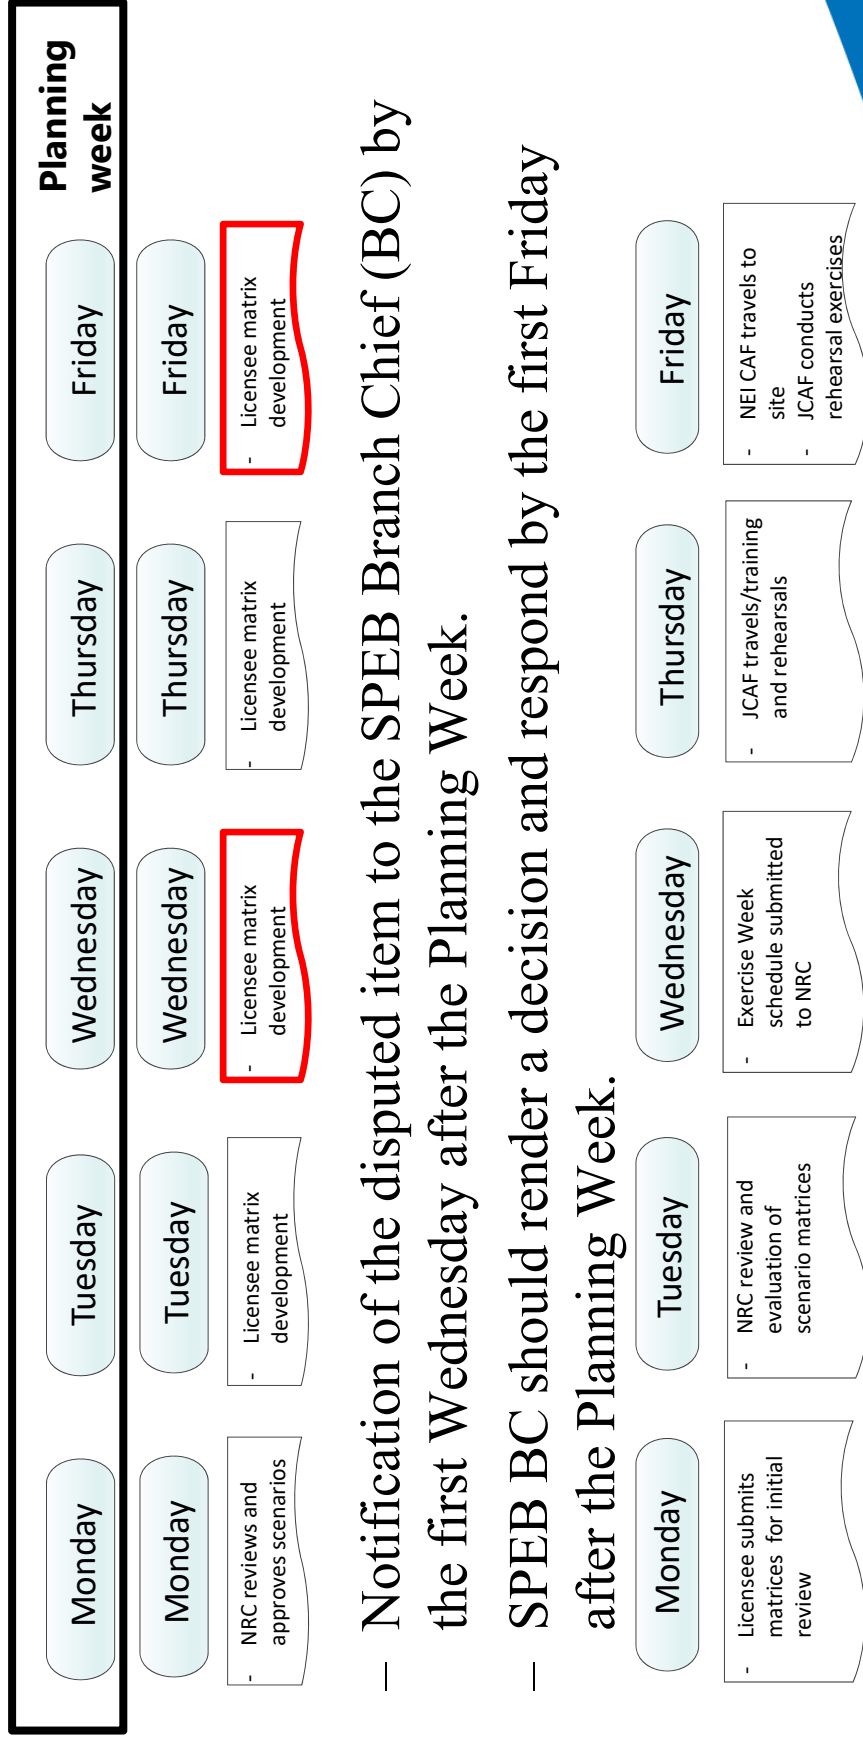 Monday
Tuesday
Wednesday
Thursday
Friday
Planning
week
Monday
Tuesday
Wednesday
Thursday
Friday
- NRC reviews and
approves scenarios
- Licensee matrix
development
- Licensee matrix
development
- Licensee matrix
development
- Licensee matrix
development
– Notification of the disputed item to the SPEB Branch Chief (BC) by
the first Wednesday after the Planning Week.
– SPEB BC should render a decision and respond by the first Friday
after the Planning Week.
Monday
Tuesday
Wednesday
Thursday
Friday
- Licensee submits
matrices for initial
review
- NRC review and
evaluation of
scenario matrices
- Exercise Week
schedule submitted
to NRC
- JCAF travels/training
and rehearsals
- NEI CAF travels to
site
- JCAF conducts
rehearsal exercises